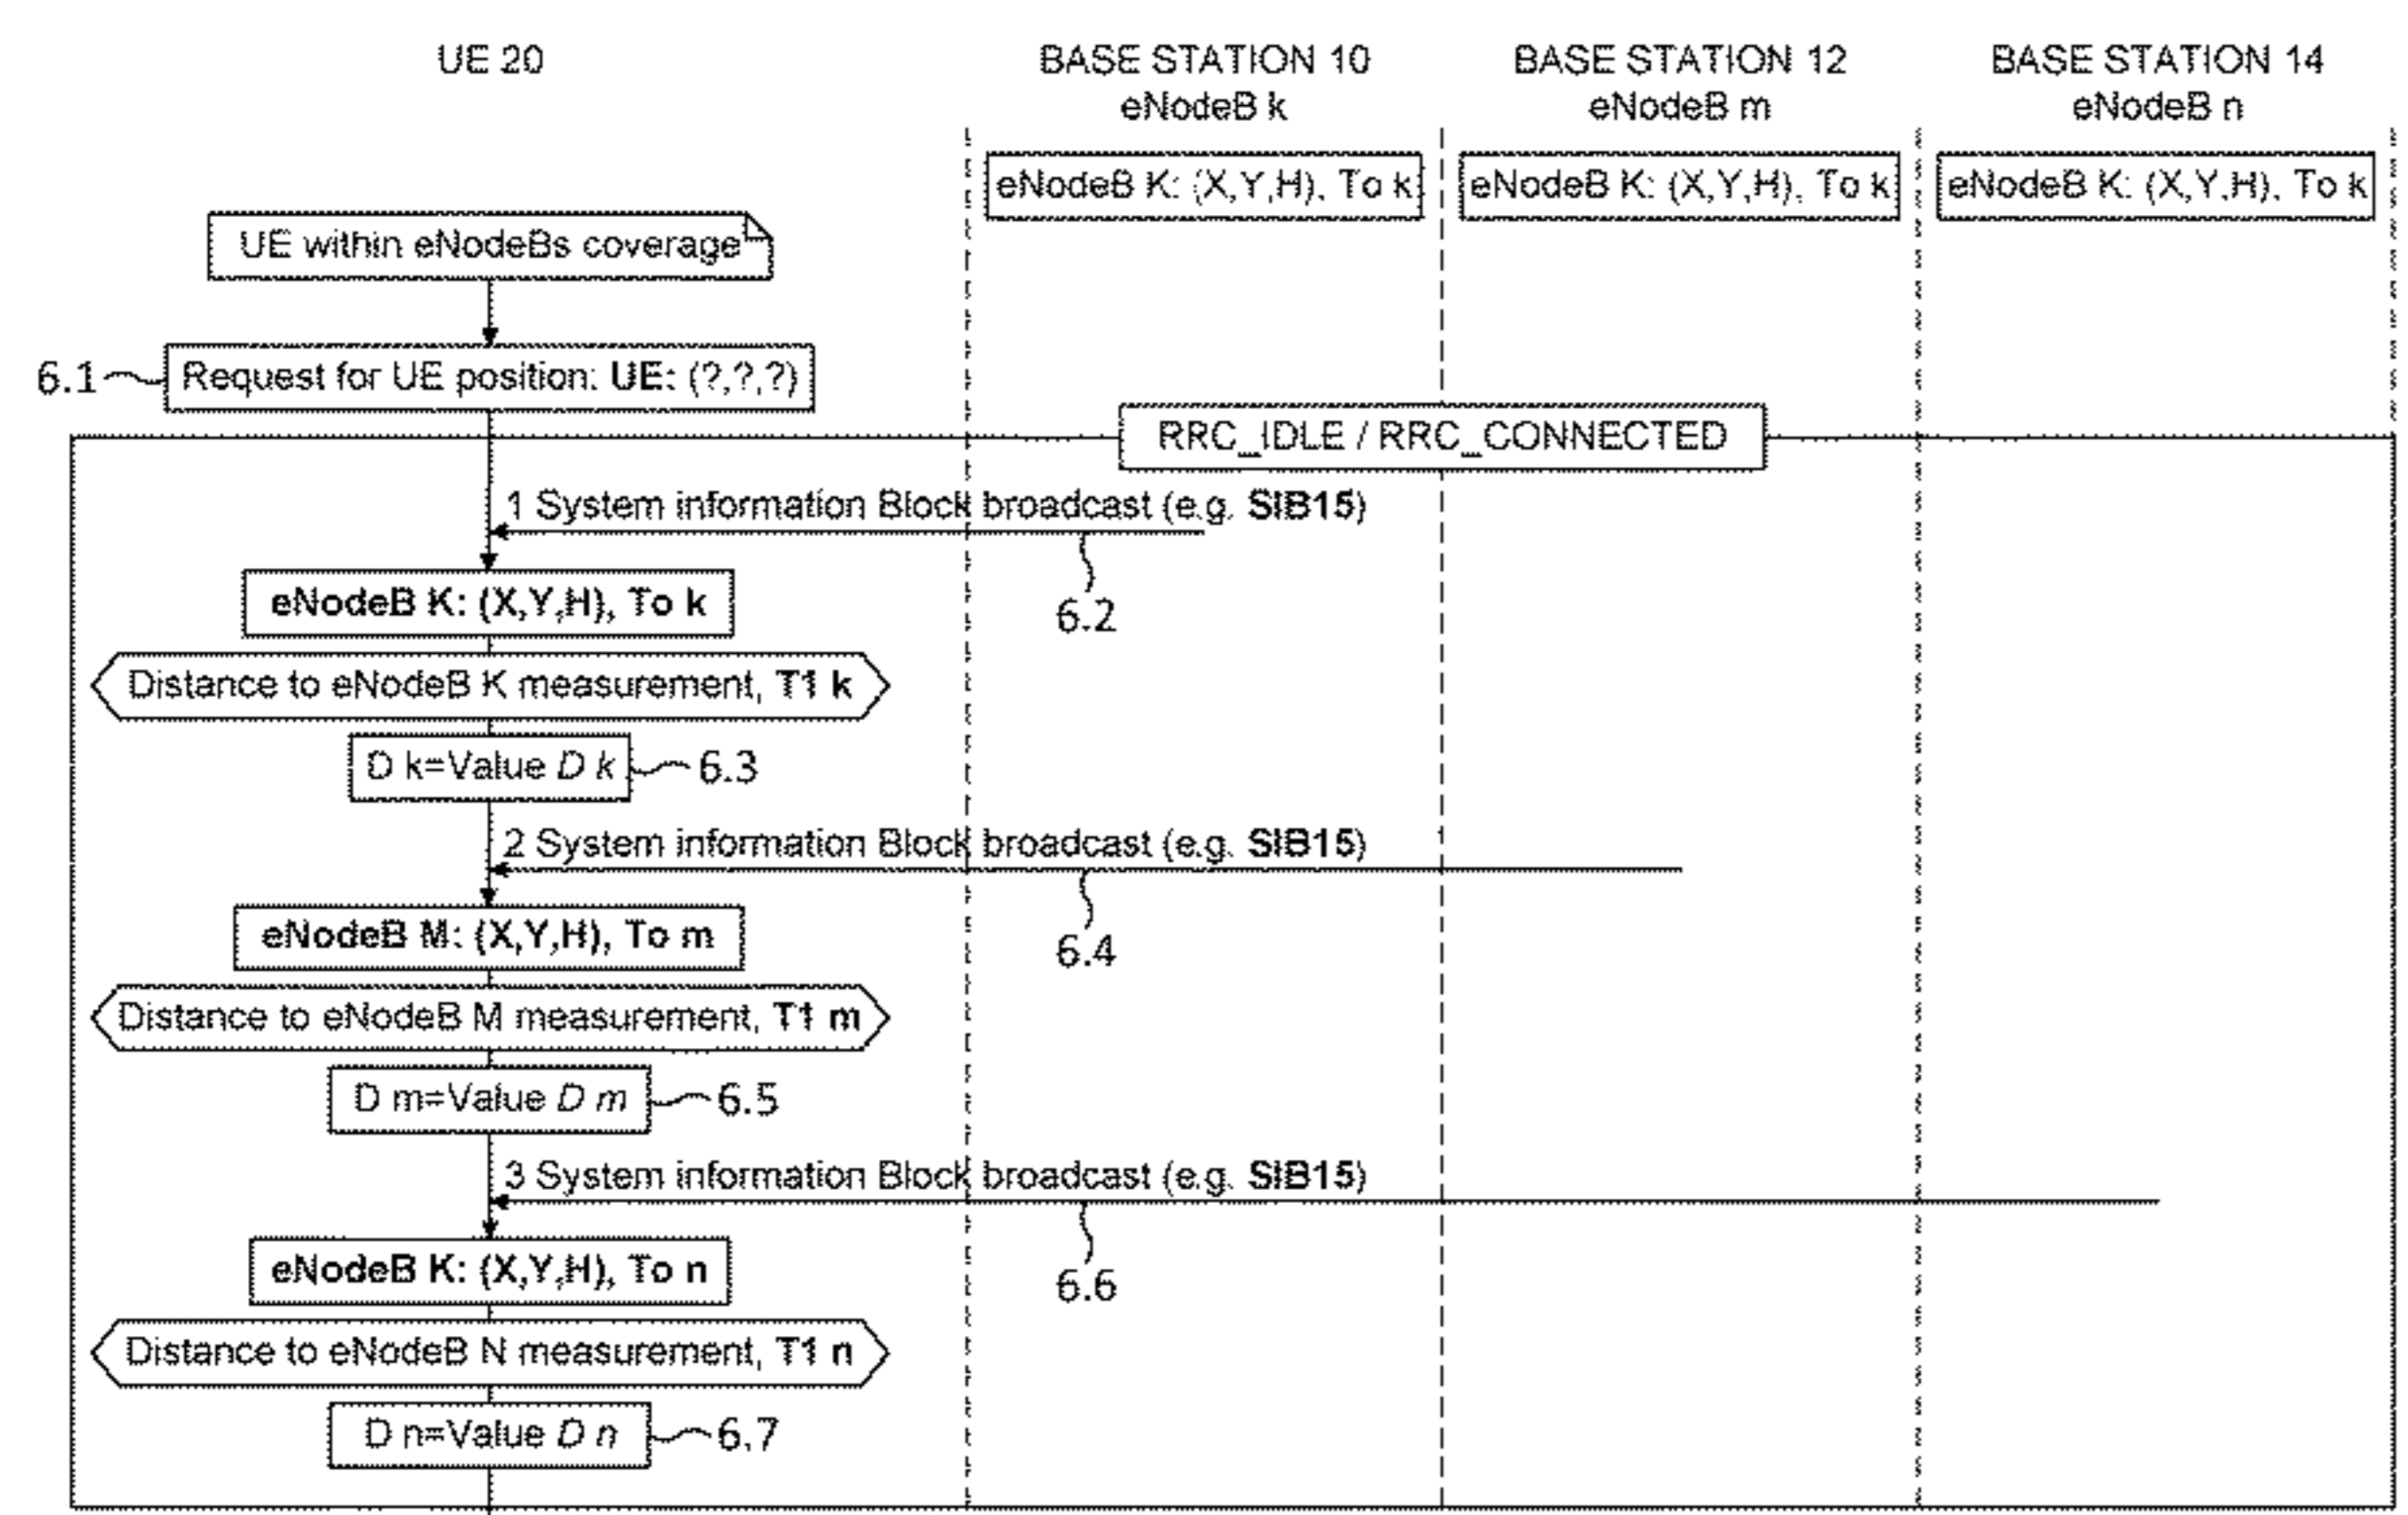 UE 20
BASE STATION 10
eNodeB k
BASE STATION 12
eNodeB m
BASE STATION 14
eNodeB n
eNodeB K: (X,Y,H), To k
eNodeB K: (X,Y,H), To k
eNodeB K: (X,Y,H), To k
UE within eNodeBs coverage
6.1
Request for UE position: UE: (?,?,?)
RRC_IDLE / RRC_CONNECTED
1 System information Block broadcast (e.g. SIB15)
6.2
eNodeB K: (X,Y,H), To k
Distance to eNodeB K measurement, T1 k
D k=Value D k
6.3
2 System information Block broadcast (e.g. SIB15)
6.4
eNodeB M: (X,Y,H), To m
Distance to eNodeB M measurement, T1 m
D m=Value D m
6.5
3 System information Block broadcast (e.g. SIB15)
6.6
eNodeB K: (X,Y,H), To n
Distance to eNodeB N measurement, T1 n
D n=Value D n
6.7